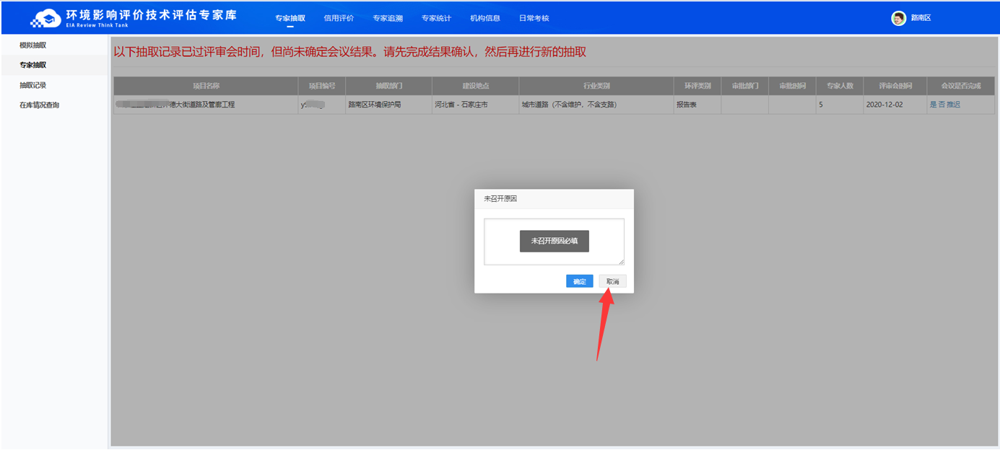 环境影响评价技术评估专家库
EIA Review Think Tank
专家抽取 信用评价 专家追溯 专家统计 机构信息 日常考核
路南区
模拟抽取
专家抽取
抽取记录
在库情况查询
以下抽取记录已过评审会时间，但尚未确定会议结果。请先完成结果确认，然后再进行新的抽取
项目名称 项目编号 抽取部门 建设地点 行业类别 环评类别 审批部门 审批时间 专家人数 评审会时间 会议是否完成
德大街道路及管廊工程 y 路南区环境保护局 河北省 - 石家庄市 城市道路（不含维护，不含支路） 报告表 5 2020-12-02 是 否 推迟
未召开原因
未召开原因必填
确定 取消